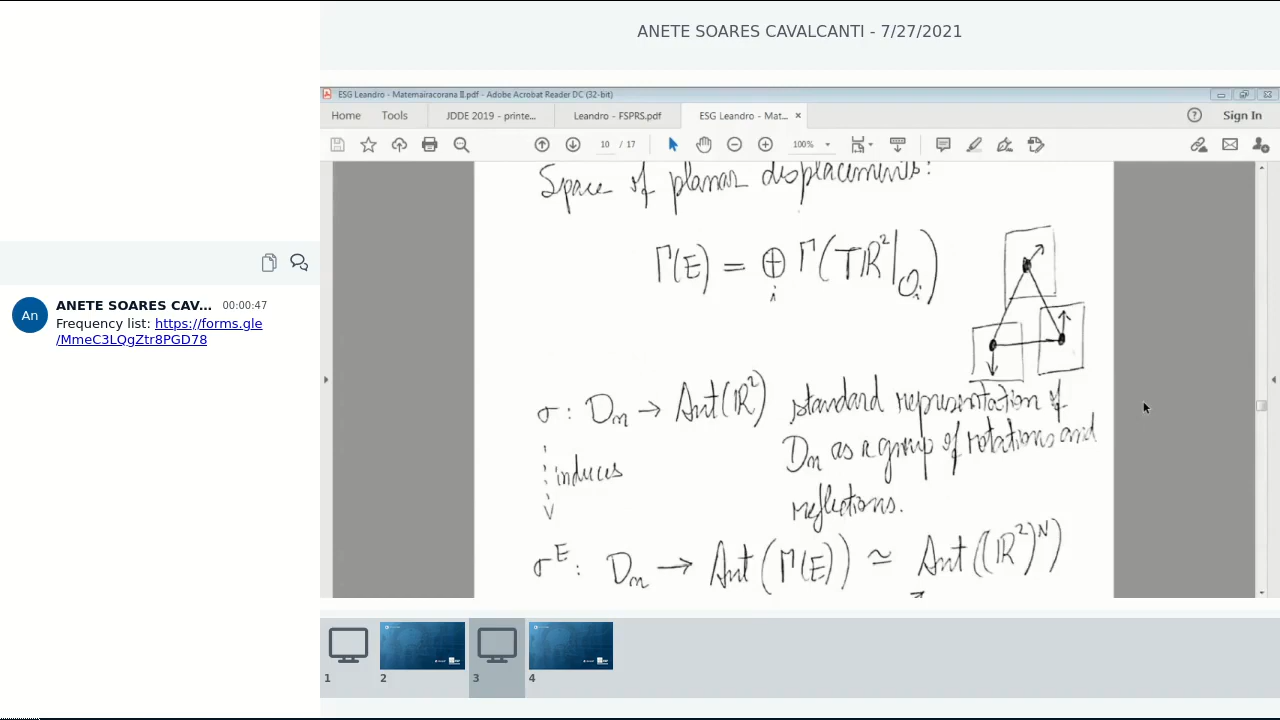 ANETE SOARES CAVALCANTI - 7/27/2021
ESG Leandro - Matemairacorana II.pdf - Adobe Acrobat Reader DC (32-bit)
Home Tools JDDE 2019 - printe... Leandro - FSPRS.pdf ESG Leandro - Mat... × Sign In
10 / 17 100%
An ANETE SOARES CAV... 00:00:47
Frequency list: https://forms.gle
/MmeC3LQgZtr8PGD78
Space of planar displacements:
Γ(E) = ⊕_i Γ(Tℝ²|_{O_i})
σ: D_n → Aut(ℝ²) standard representation of
D_n as a group of rotations and
induces
reflections.
σ^E: D_n → Aut(Γ(E)) ≃ Aut((ℝ²)^N)
1 2 3 4